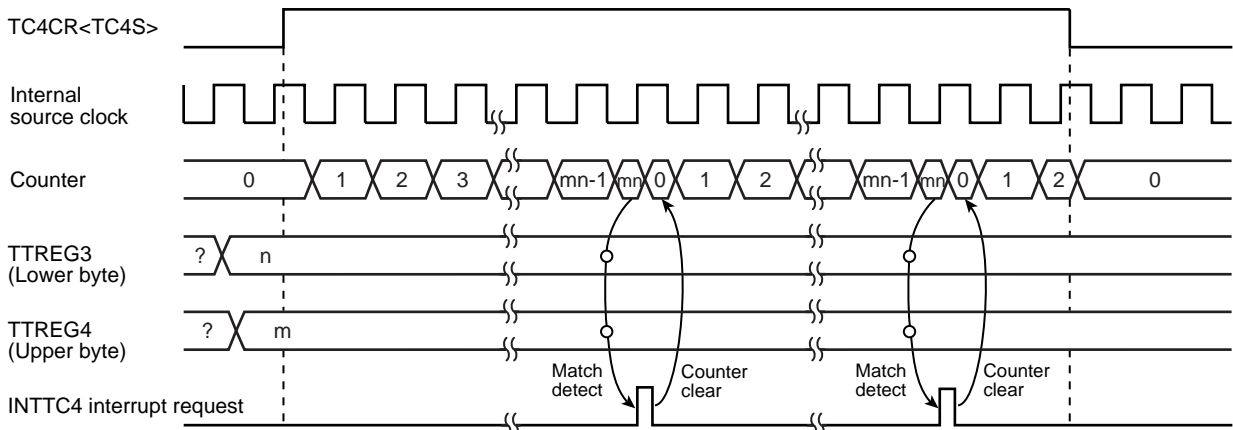 TC4CR<TC4S>
Internal
source clock
Counter
0 1 2 3 mn-1 mn 0 1 2 mn-1 mn 0 1 2 0
TTREG3
(Lower byte)
? n
TTREG4
(Upper byte)
? m
Match
detect
Counter
clear
Match
detect
Counter
clear
INTTC4 interrupt request